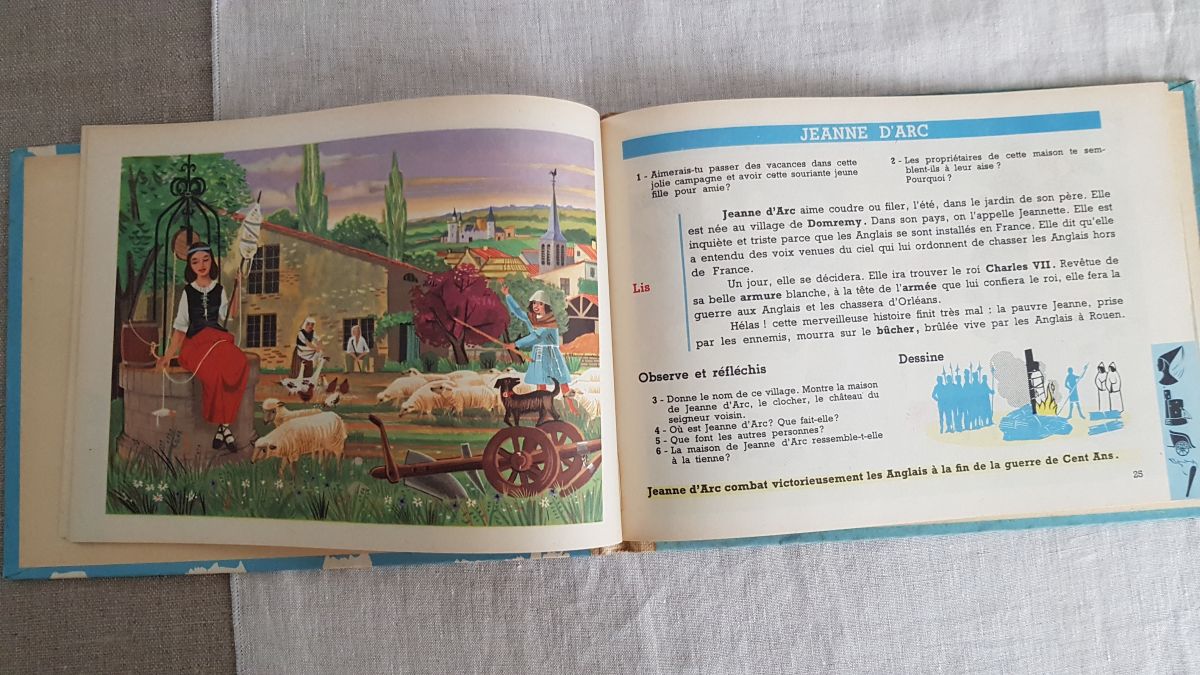 JEANNE D'ARC
1 - Aimerais-tu passer des vacances dans cette
jolie campagne et avoir cette souriante jeune
fille pour amie?
2 - Les propriétaires de cette maison te sem-
blent-ils à leur aise ?
Pourquoi ?
Lis
Jeanne d'Arc aime coudre ou filer, l'été, dans le jardin de son père. Elle
est née au village de Domremy. Dans son pays, on l'appelle Jeannette. Elle est
inquiète et triste parce que les Anglais se sont installés en France. Elle dit qu'elle
a entendu des voix venues du ciel qui lui ordonnent de chasser les Anglais hors
de France.
Un jour, elle se décidera. Elle ira trouver le roi Charles VII. Revêtue de
sa belle armure blanche, à la tête de l'armée que lui confiera le roi, elle fera la
guerre aux Anglais et les chassera d'Orléans.
Hélas ! cette merveilleuse histoire finit très mal : la pauvre Jeanne, prise
par les ennemis, mourra sur le bûcher, brûlée vive par les Anglais à Rouen.
Observe et réfléchis
3 - Donne le nom de ce village. Montre la maison
de Jeanne d'Arc, le clocher, le château du
seigneur voisin.
4 - Où est Jeanne d'Arc? Que fait-elle?
5 - Que font les autres personnes?
6 - La maison de Jeanne d'Arc ressemble-t-elle
à la tienne?
Dessine
Jeanne d'Arc combat victorieusement les Anglais à la fin de la guerre de Cent Ans.
25